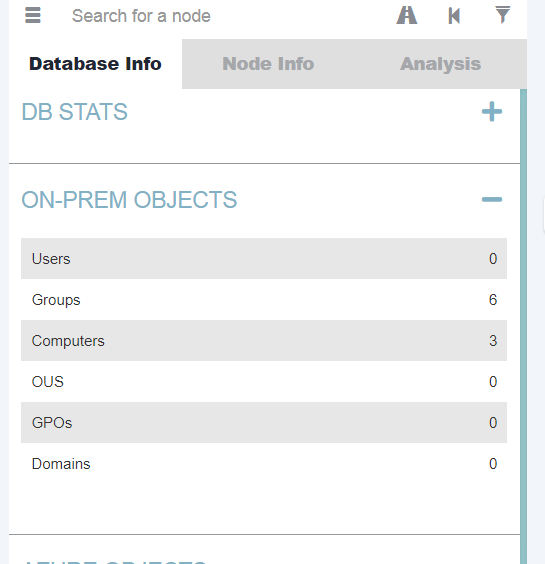 Search for a node
Database Info Node Info Analysis
DB STATS
ON-PREM OBJECTS
Users 0
Groups 6
Computers 3
OUS 0
GPOs 0
Domains 0